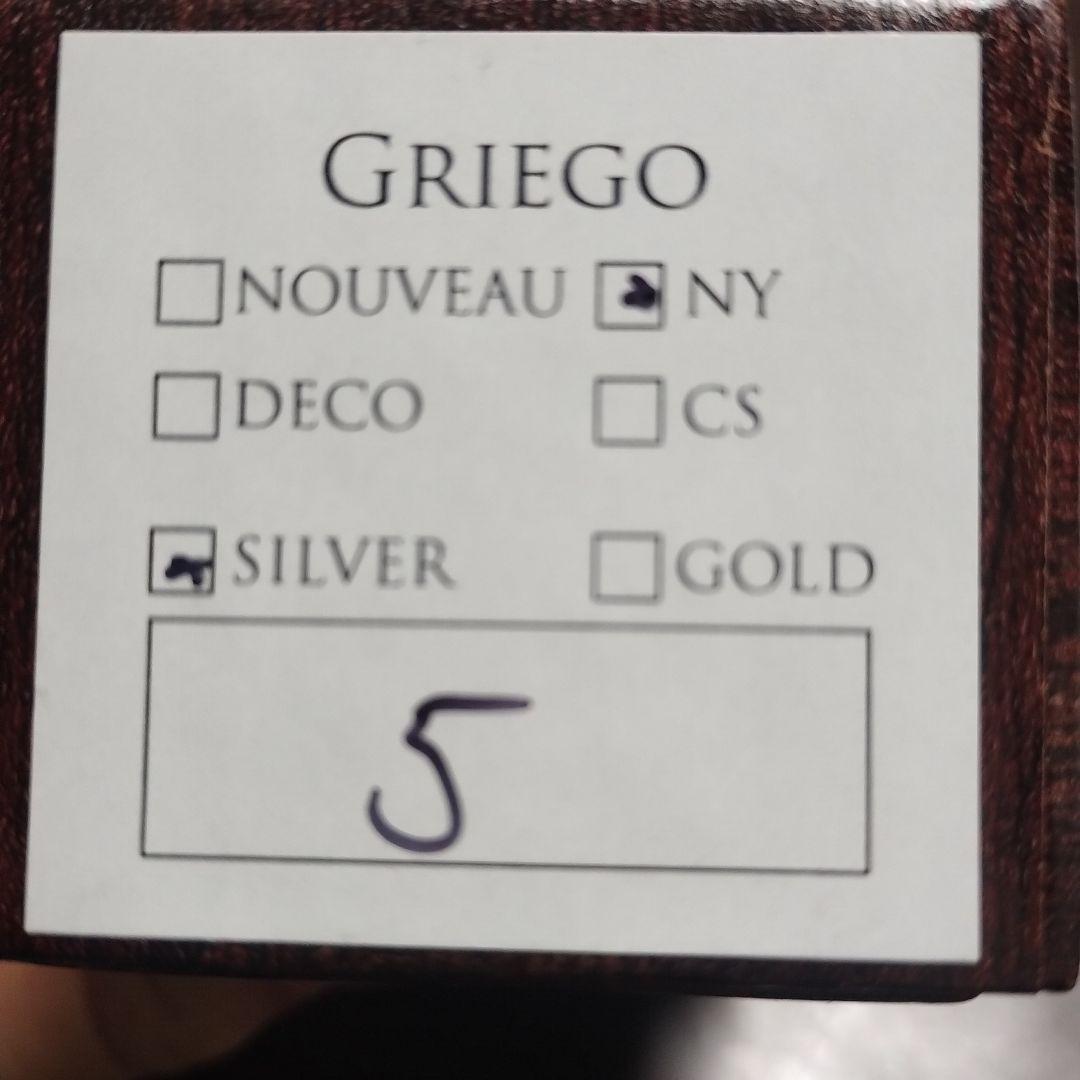 GRIEGO
NOUVEAU NY
DECO CS
SILVER GOLD
5